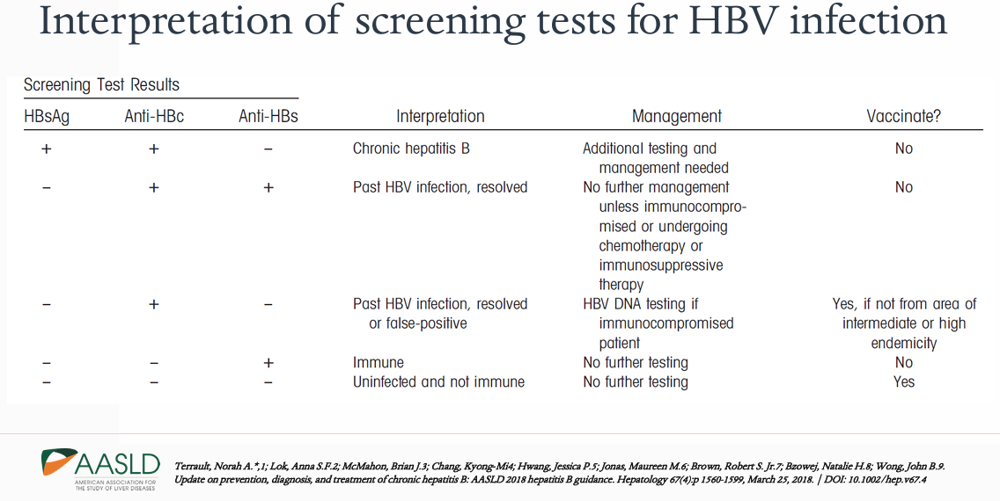 Interpretation of screening tests for HBV infection
Screening Test Results
HBsAg Anti-HBc Anti-HBs Interpretation Management Vaccinate?
+ + – Chronic hepatitis B Additional testing and No
management needed
– + + Past HBV infection, resolved No further management No
unless immunocompro-
mised or undergoing
chemotherapy or
immunosuppressive
therapy
– + – Past HBV infection, resolved HBV DNA testing if Yes, if not from area of
or false-positive immunocompromised intermediate or high
patient endemicity
– – + Immune No further testing No
– – – Uninfected and not immune No further testing Yes
AASLD
AMERICAN ASSOCIATION FOR
THE STUDY OF LIVER DISEASES
Terrault, Norah A.*,1; Lok, Anna S.F.2; McMahon, Brian J.3; Chang, Kyong-Mi4; Hwang, Jessica P.5; Jonas, Maureen M.6; Brown, Robert S. Jr.7; Bzowej, Natalie H.8; Wong, John B.9.
Update on prevention, diagnosis, and treatment of chronic hepatitis B: AASLD 2018 hepatitis B guidance. Hepatology 67(4):p 1560-1599, March 25, 2018. | DOI: 10.1002/hep.v67.4